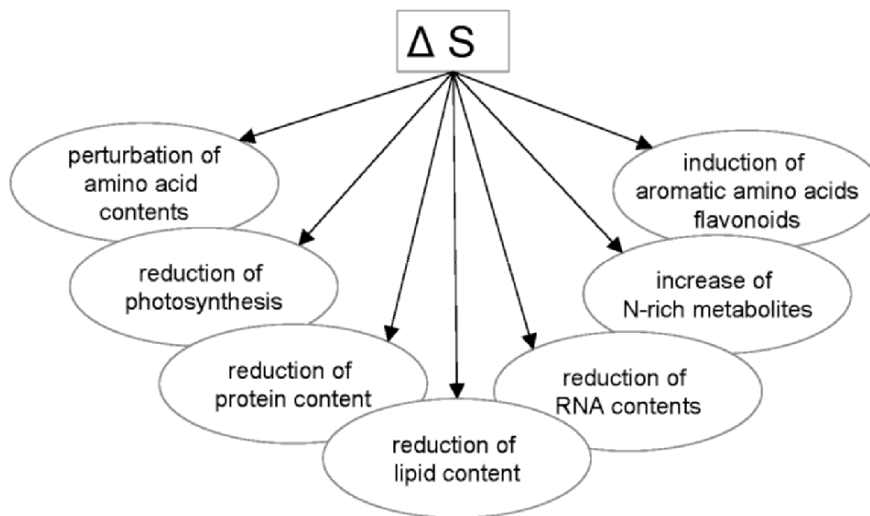 Δ S
perturbation of
amino acid
contents
reduction of
photosynthesis
reduction of
protein content
reduction of
lipid content
reduction of
RNA contents
increase of
N-rich metabolites
induction of
aromatic amino acids
flavonoids